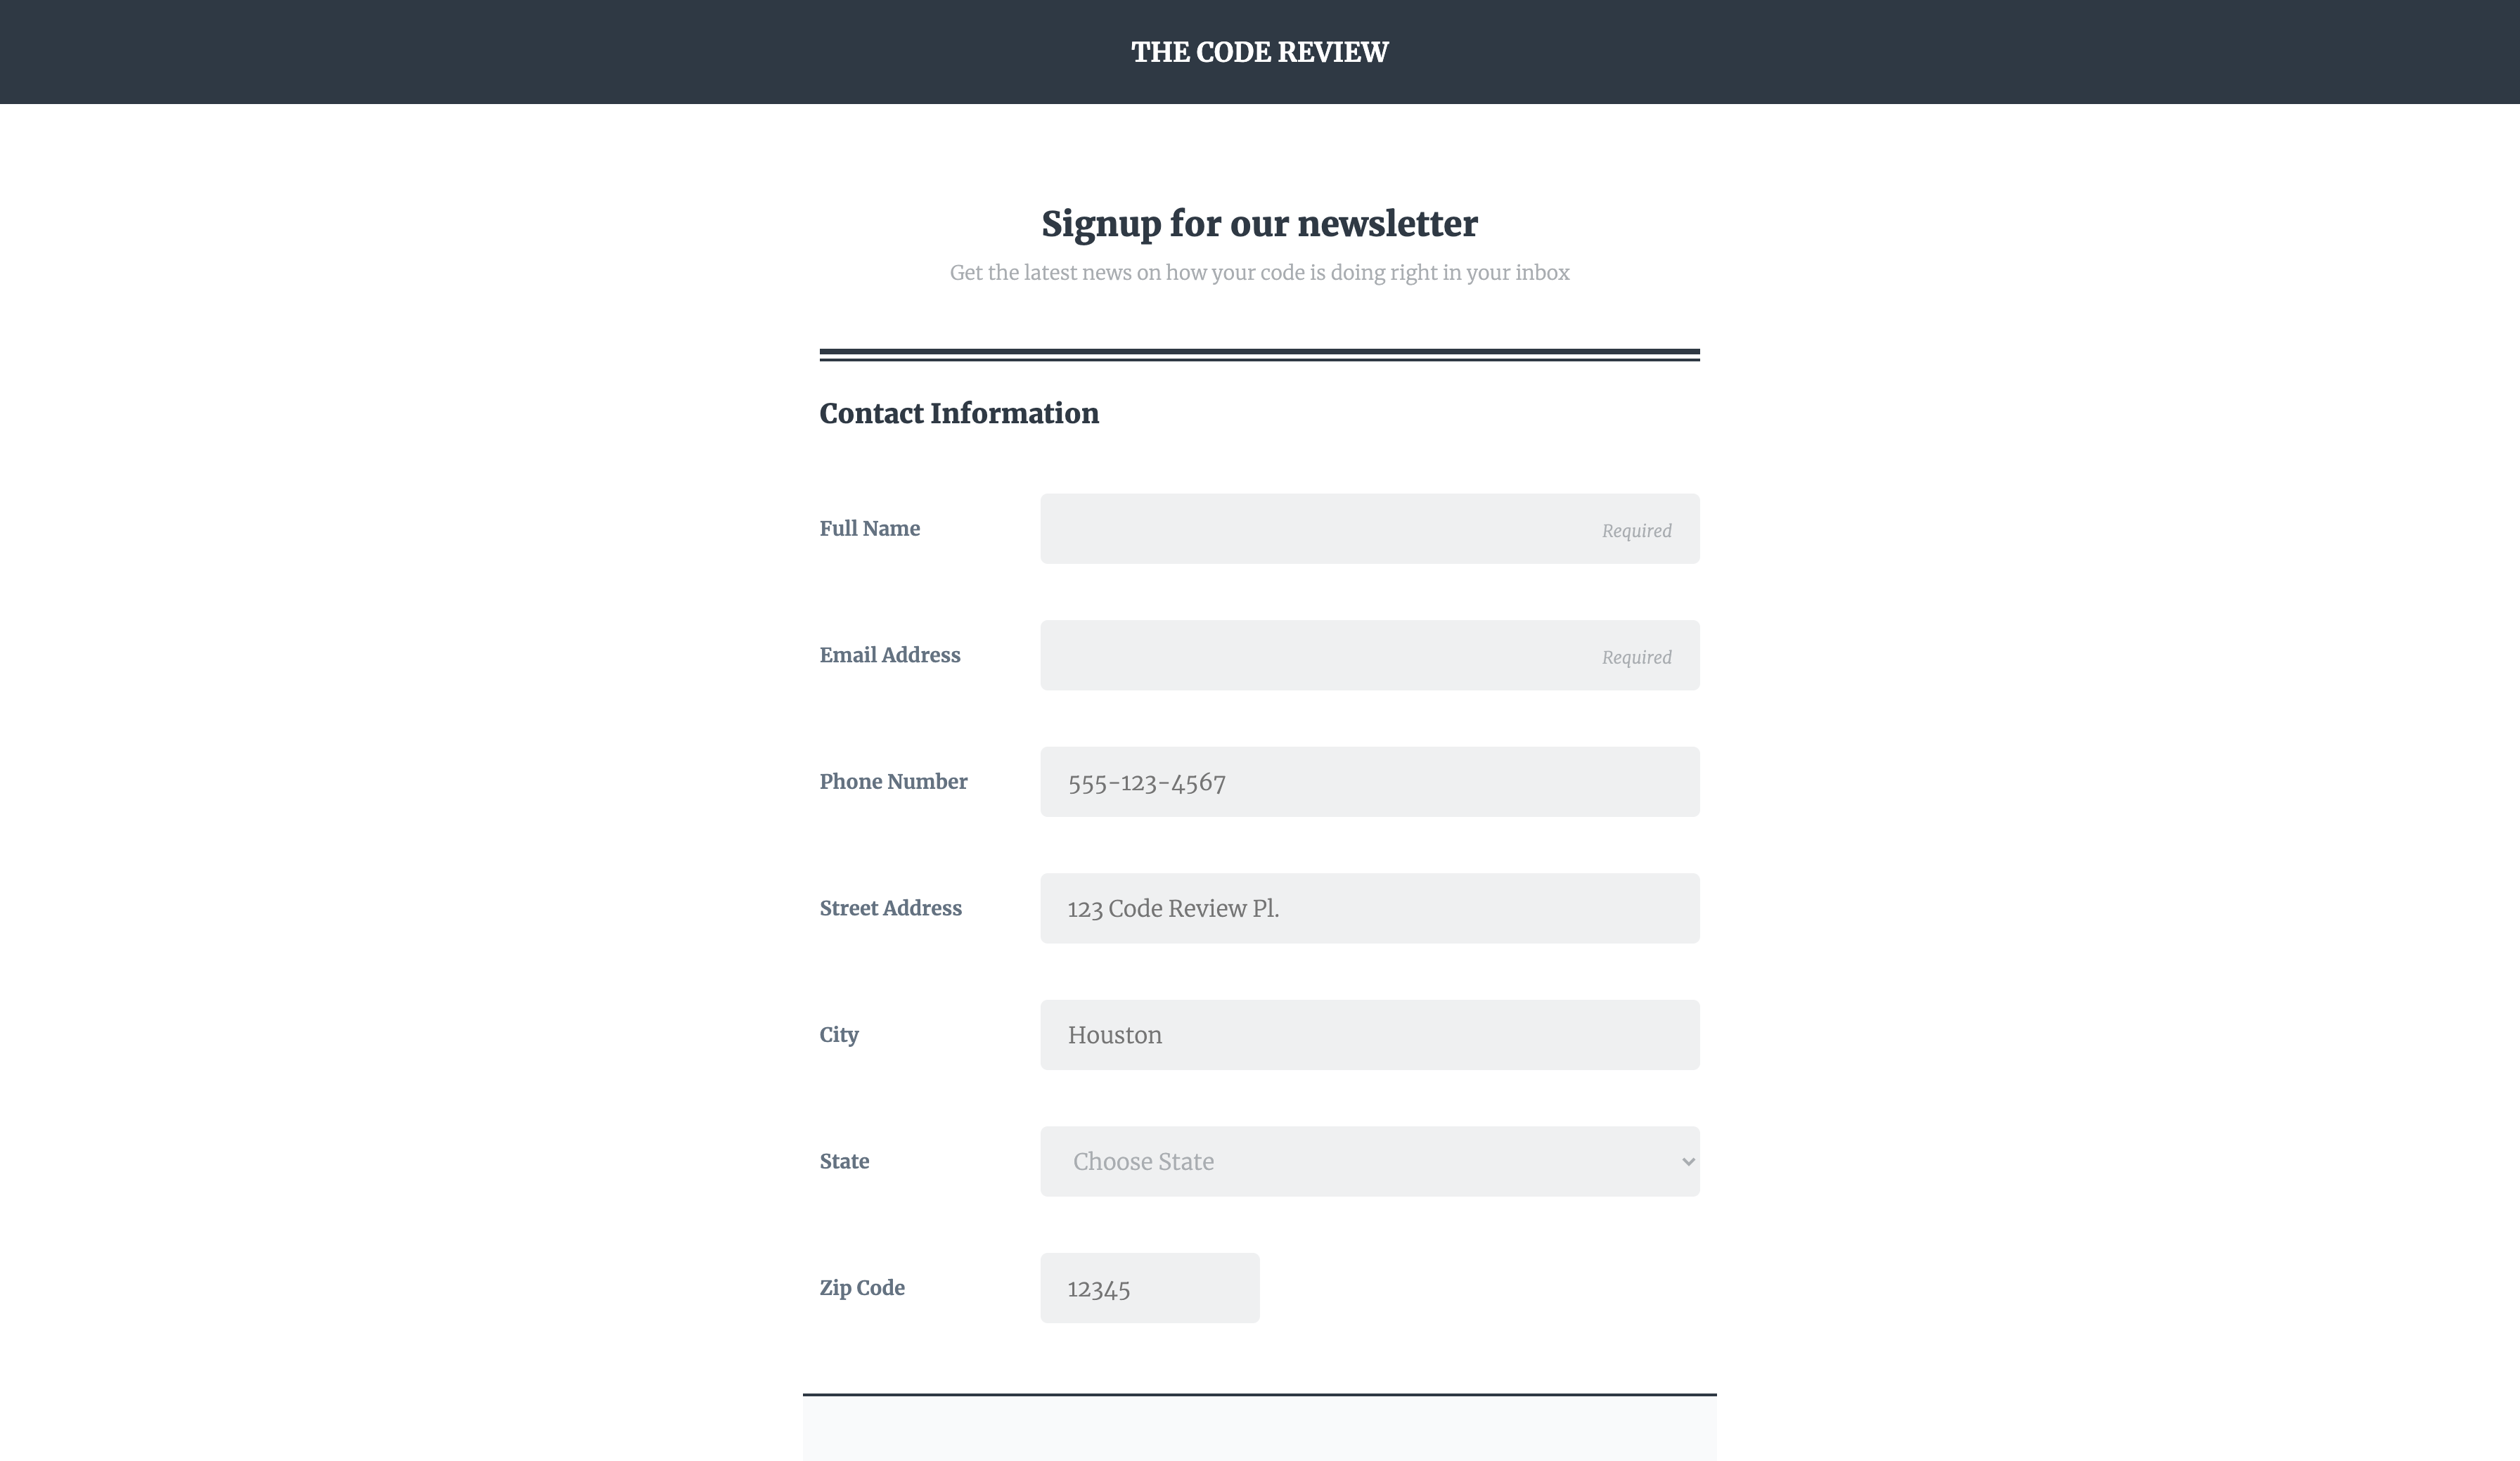 THE CODE REVIEW
Signup for our newsletter
Get the latest news on how your code is doing right in your inbox
Contact Information
Full Name Required
Email Address Required
Phone Number 555-123-4567
Street Address 123 Code Review Pl.
City Houston
State Choose State
Zip Code 12345